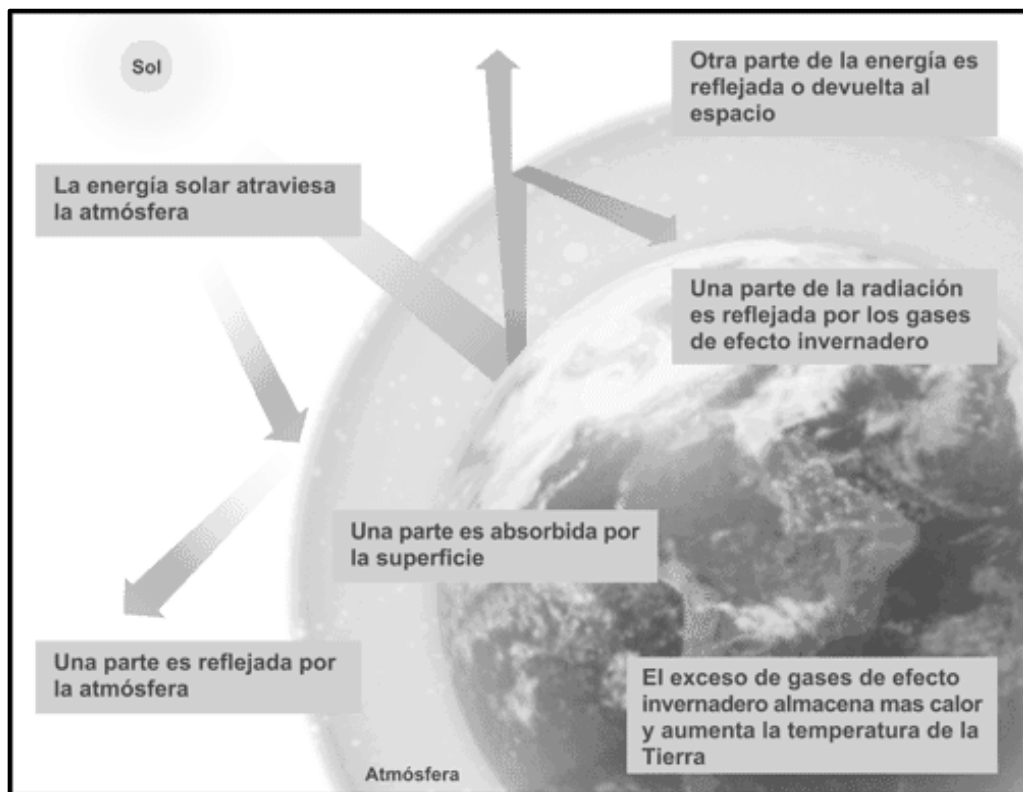 Sol
Otra parte de la energía es
reflejada o devuelta al
espacio
La energía solar atraviesa
la atmósfera
Una parte de la radiación
es reflejada por los gases
de efecto invernadero
Una parte es absorbida por
la superficie
Una parte es reflejada por
la atmósfera
El exceso de gases de efecto
invernadero almacena mas calor
y aumenta la temperatura de la
Tierra
Atmósfera